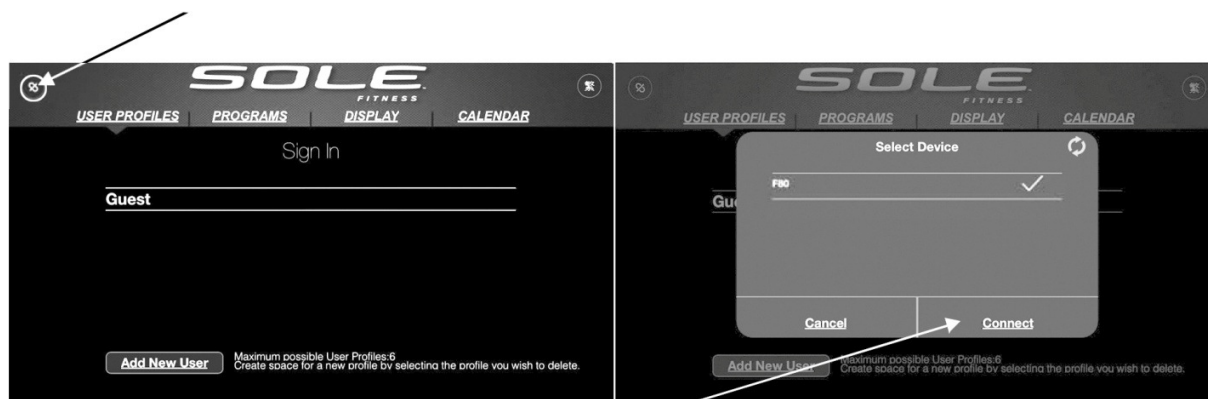 SOLE
FITNESS
繁
USER PROFILES PROGRAMS DISPLAY CALENDAR
Sign In
Guest
Add New User
Maximum possible User Profiles:6
Create space for a new profile by selecting the profile you wish to delete.
SOLE
FITNESS
繁
USER PROFILES PROGRAMS DISPLAY CALENDAR
Select Device
F80
Gu
Cancel Connect
Add New User
Maximum possible User Profiles:6
Create space for a new profile by selecting the profile you wish to delete.